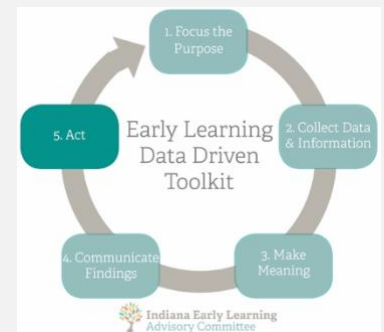 1. Focus the
Purpose
2. Collect Data
& Information
3. Make
Meaning
4. Communicate
Findings
5. Act
Early Learning
Data Driven
Toolkit
Indiana Early Learning
Advisory Committee